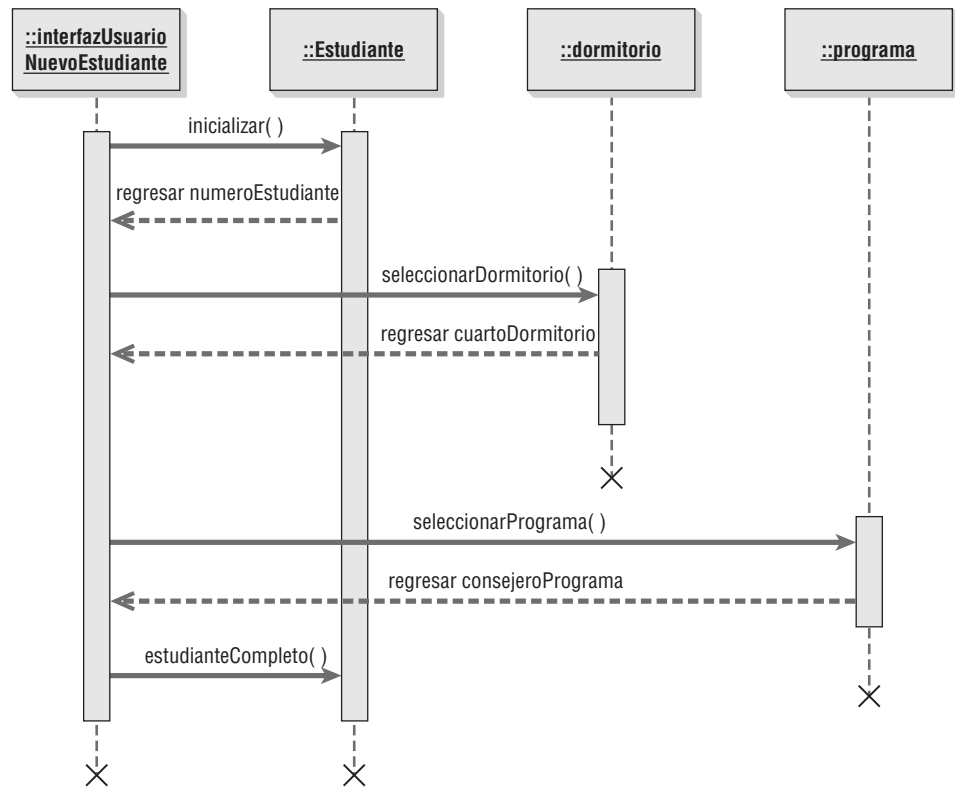 ::interfazUsuario
NuevoEstudiante
::Estudiante
::dormitorio
::programa
inicializar( )
regresar numeroEstudiante
seleccionarDormitorio( )
regresar cuartoDormitorio
seleccionarPrograma( )
regresar consejeroPrograma
estudianteCompleto( )